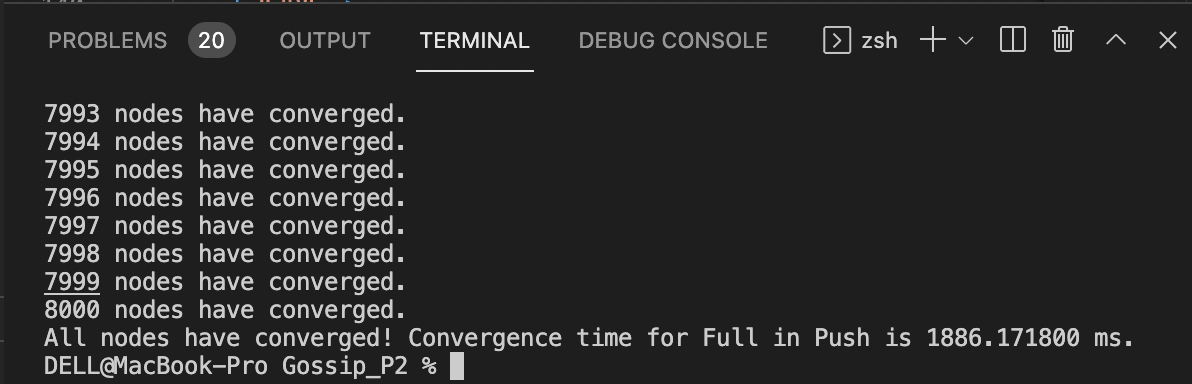 PROBLEMS 20 OUTPUT TERMINAL DEBUG CONSOLE zsh
7993 nodes have converged.
7994 nodes have converged.
7995 nodes have converged.
7996 nodes have converged.
7997 nodes have converged.
7998 nodes have converged.
7999 nodes have converged.
8000 nodes have converged.
All nodes have converged! Convergence time for Full in Push is 1886.171800 ms.
DELL@MacBook-Pro Gossip_P2 %